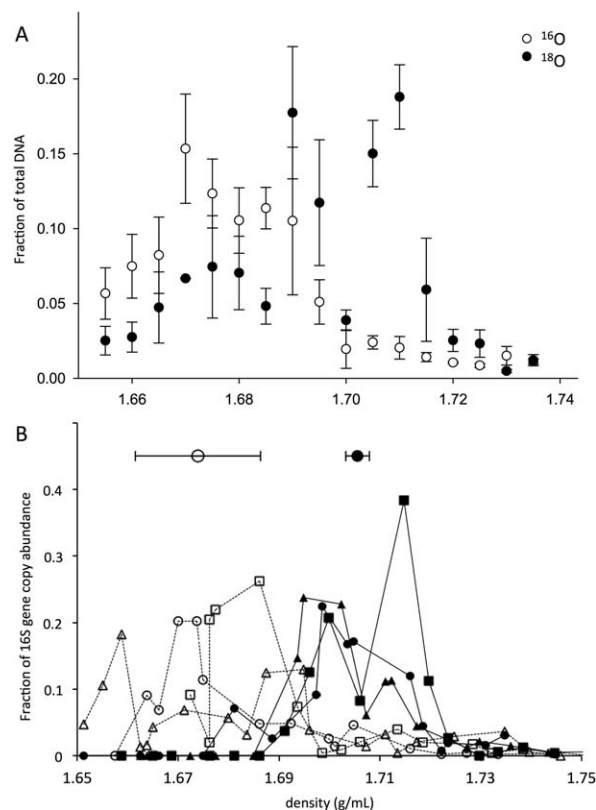 A
16O
18O
0.20
0.15
0.10
0.05
0.00
Fraction of total DNA
1.66 1.68 1.70 1.72 1.74
B
0.4
0.3
0.2
0.1
0
Fraction of 16S gene copy abundance
1.65 1.67 1.69 1.71 1.73 1.75
density (g/mL)